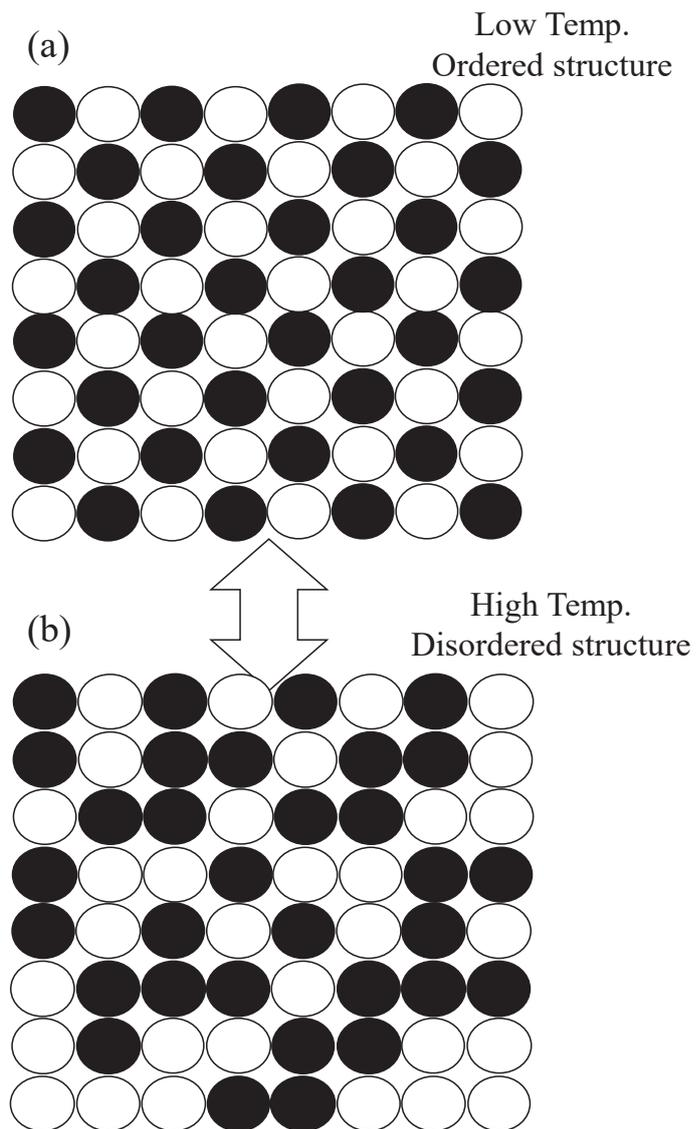 (a)
Low Temp.
Ordered structure
(b)
High Temp.
Disordered structure